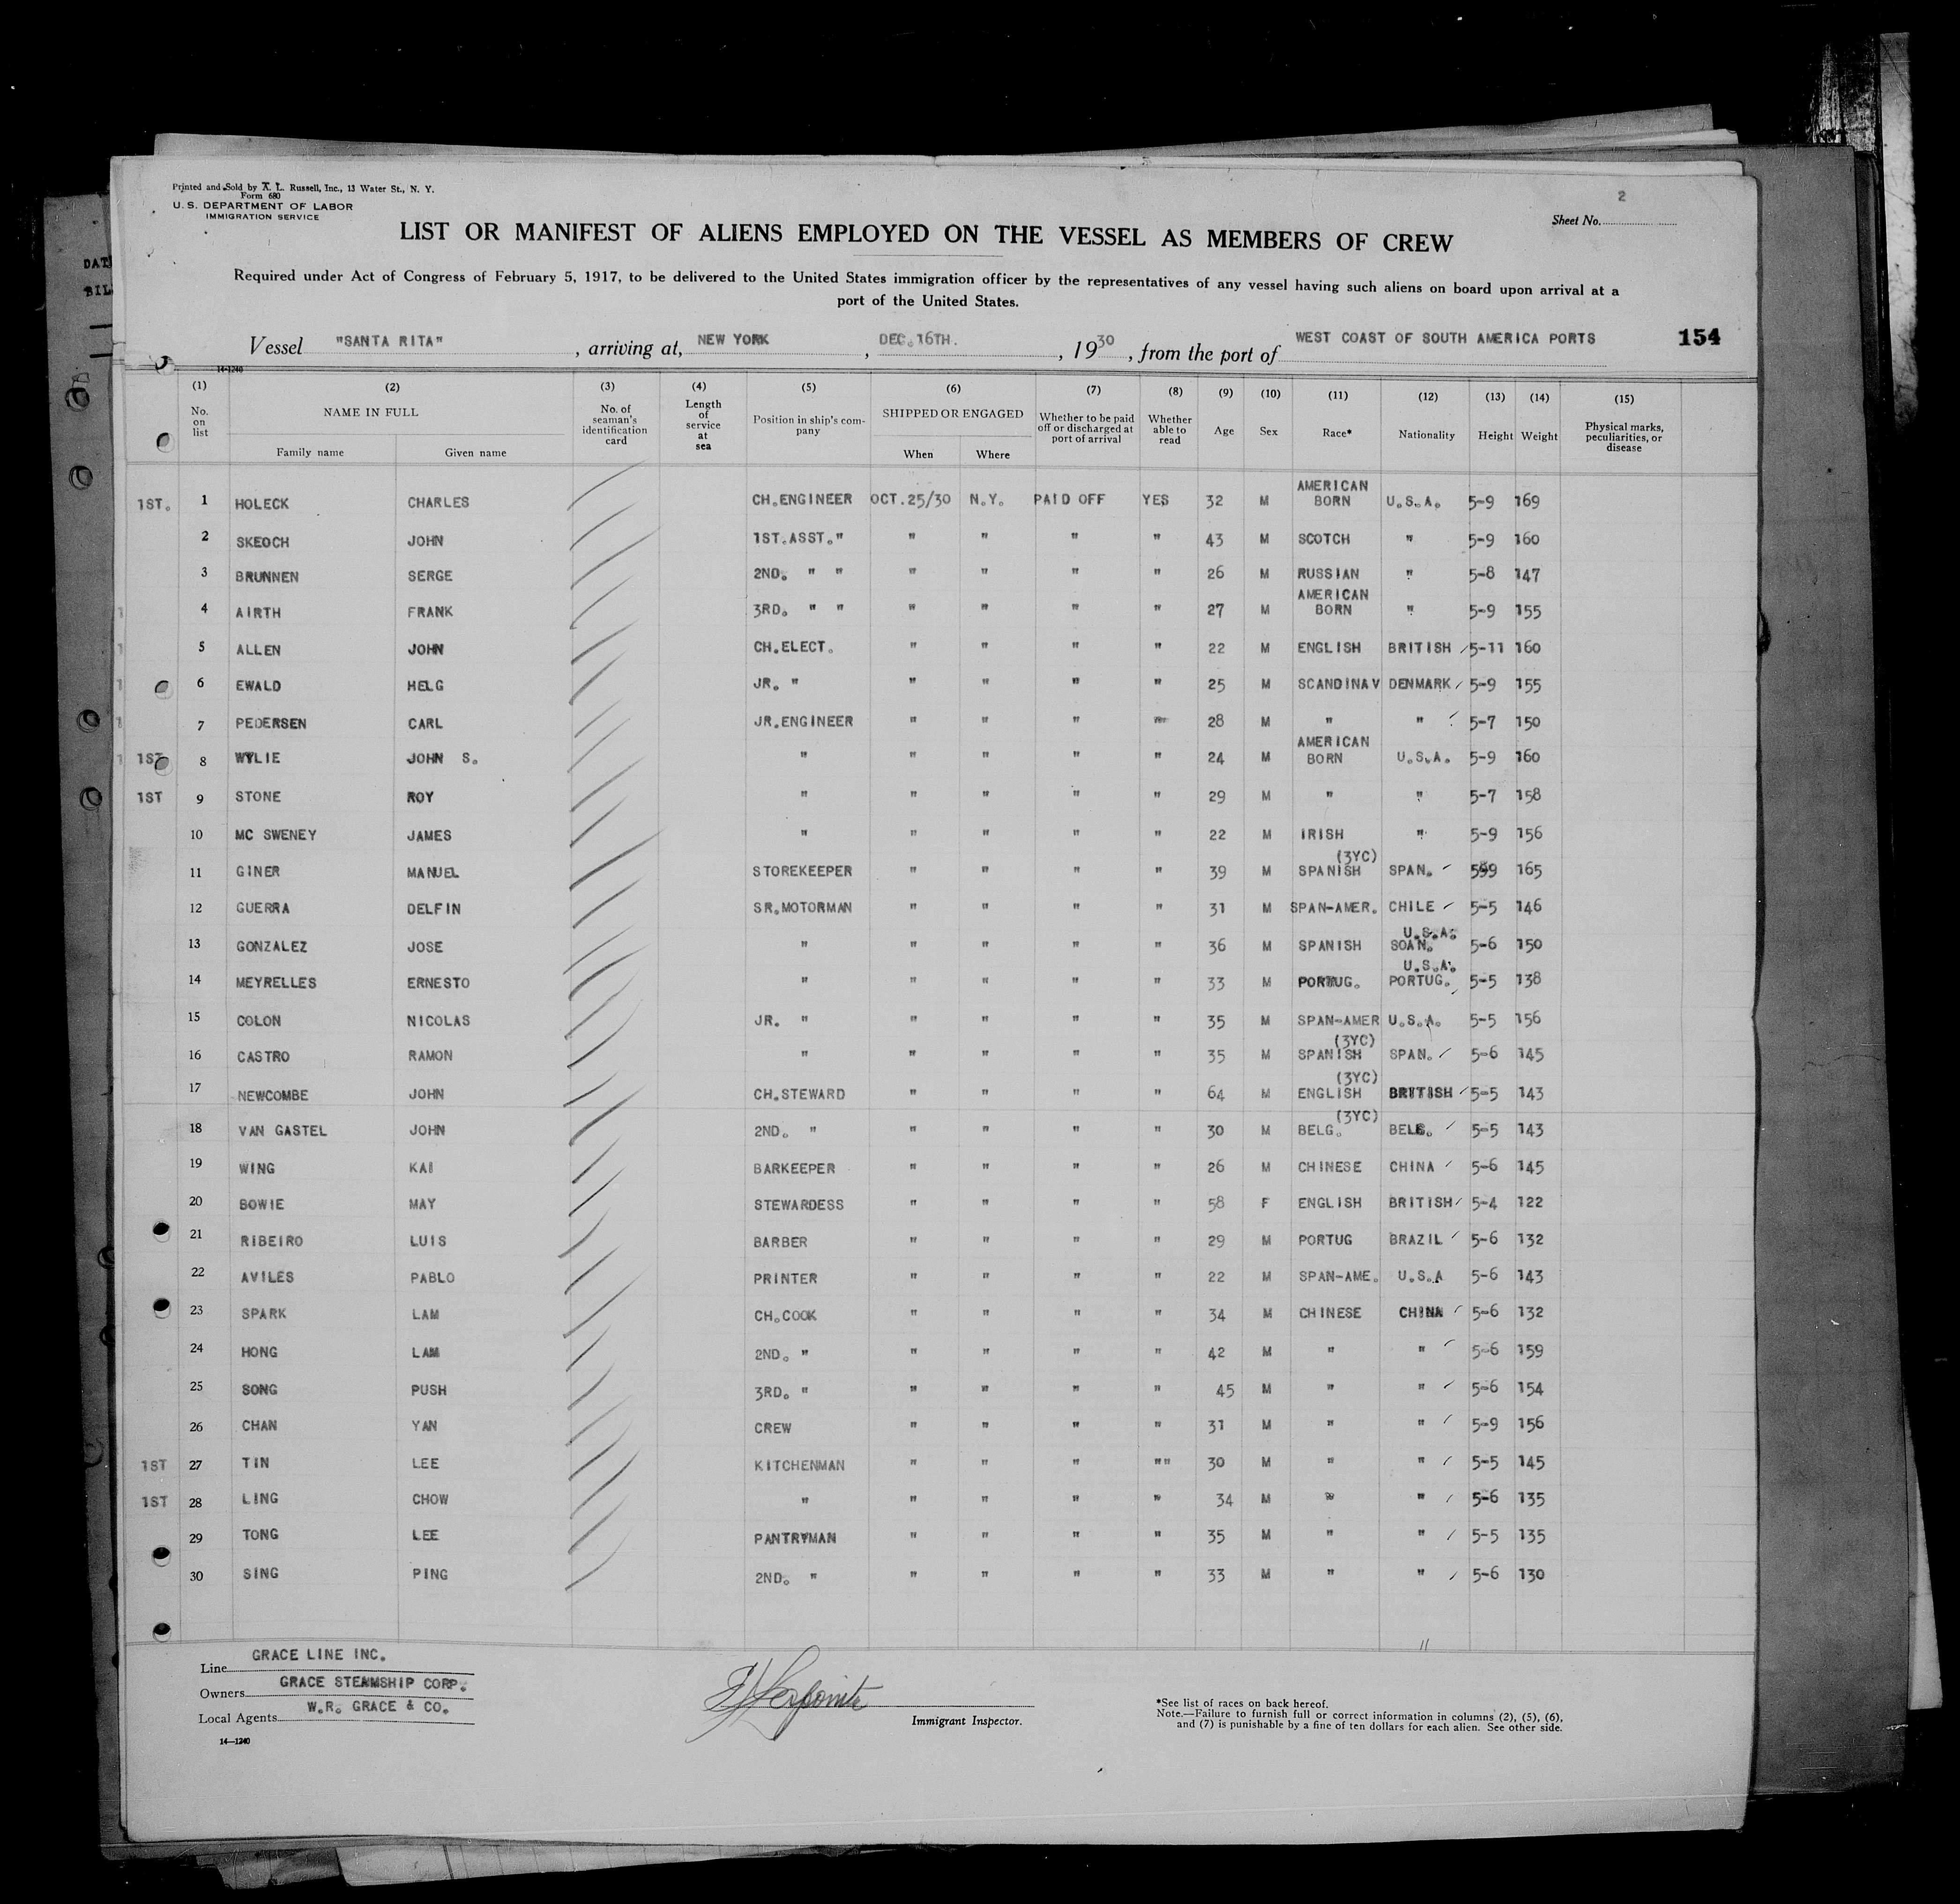 Printed and Sold by A. L. Russell, Inc., 13 Water St., N. Y.
Form 680
U. S. DEPARTMENT OF LABOR
IMMIGRATION SERVICE
2
Sheet No.
LIST OR MANIFEST OF ALIENS EMPLOYED ON THE VESSEL AS MEMBERS OF CREW
Required under Act of Congress of February 5, 1917, to be delivered to the United States immigration officer by the representatives of any vessel having such aliens on board upon arrival at a
port of the United States.
Vessel "SANTA RITA", arriving at, NEW YORK, DEC.16TH., 1930, from the port of WEST COAST OF SOUTH AMERICA PORTS 154
14-1240
(1) (2) (3) (4) (5) (6) (7) (8) (9) (10) (11) (12) (13) (14) (15)
No. on list NAME IN FULL Family name Given name No. of seaman's identification card Length of service at sea Position in ship's company SHIPPED OR ENGAGED When Where Whether to be paid off or discharged at port of arrival Whether able to read Age Sex Race* Nationality Height Weight Physical marks, peculiarities, or disease
1ST. 1 HOLECK CHARLES CH.ENGINEER OCT.25/30 N.Y. PAID OFF YES 32 M AMERICAN BORN U.S.A. 5-9 169
2 SKEOCH JOHN 1ST.ASST." " " " " 43 M SCOTCH " 5-9 160
3 BRUNNEN SERGE 2ND. " " " " " " 26 M RUSSIAN " 5-8 147
4 AIRTH FRANK 3RD. " " " " " " 27 M AMERICAN BORN " 5-9 155
5 ALLEN JOHN CH.ELECT. " " " " 22 M ENGLISH BRITISH 5-11 160
6 EWALD HELG JR. " " " " " 25 M SCANDINAV DENMARK 5-9 155
7 PEDERSEN CARL JR.ENGINEER " " " " 28 M " " 5-7 150
1ST 8 WYLIE JOHN S. " " " " " 24 M AMERICAN BORN U.S.A. 5-9 160
1ST 9 STONE ROY " " " " " 29 M " " 5-7 158
10 MC SWENEY JAMES " " " " " 22 M IRISH " 5-9 156
11 GINER MANUEL STOREKEEPER " " " " 39 M (3YC) SPANISH SPAN. 5-9 165
12 GUERRA DELFIN SR.MOTORMAN " " " " 31 M SPAN-AMER. CHILE 5-5 146
13 GONZALEZ JOSE " " " " " 36 M SPANISH U.S.A. SOAN. 5-6 150
14 MEYRELLES ERNESTO " " " " " 33 M PORTUG. U.S.A. PORTUG. 5-5 138
15 COLON NICOLAS JR. " " " " " 35 M SPAN-AMER U.S.A. 5-5 156
16 CASTRO RAMON " " " " " 35 M (3YC) SPANISH SPAN. 5-6 145
17 NEWCOMBE JOHN CH.STEWARD " " " " 64 M (3YC) ENGLISH BRITISH 5-5 143
18 VAN GASTEL JOHN 2ND. " " " " " 30 M (3YC) BELG. BELG. 5-5 143
19 WING KAI BARKEEPER " " " " 26 M CHINESE CHINA 5-6 145
20 BOWIE MAY STEWARDESS " " " " 58 F ENGLISH BRITISH 5-4 122
21 RIBEIRO LUIS BARBER " " " " 29 M PORTUG BRAZIL 5-6 132
22 AVILES PABLO PRINTER " " " " 22 M SPAN-AME. U.S.A 5-6 143
23 SPARK LAM CH.COOK " " " " 34 M CHINESE CHINA 5-6 132
24 HONG LAM 2ND. " " " " " 42 M " " 5-6 159
25 SONG PUSH 3RD. " " " " " 45 M " " 5-6 154
26 CHAN YAN CREW " " " " 31 M " " 5-9 156
1ST 27 TIN LEE KITCHENMAN " " " "" 30 M " " 5-5 145
1ST 28 LING CHOW " " " " " 34 M " " 5-6 135
29 TONG LEE PANTRYMAN " " " " 35 M " " 5-5 135
30 SING PING 2ND. " " " " " 33 M " " 5-6 130
Line GRACE LINE INC.
Owners GRACE STEAMSHIP CORP.
Local Agents W.R. GRACE & CO.
14—1240
Immigrant Inspector.
*See list of races on back hereof.
Note.—Failure to furnish full or correct information in columns (2), (5), (6),
and (7) is punishable by a fine of ten dollars for each alien. See other side.